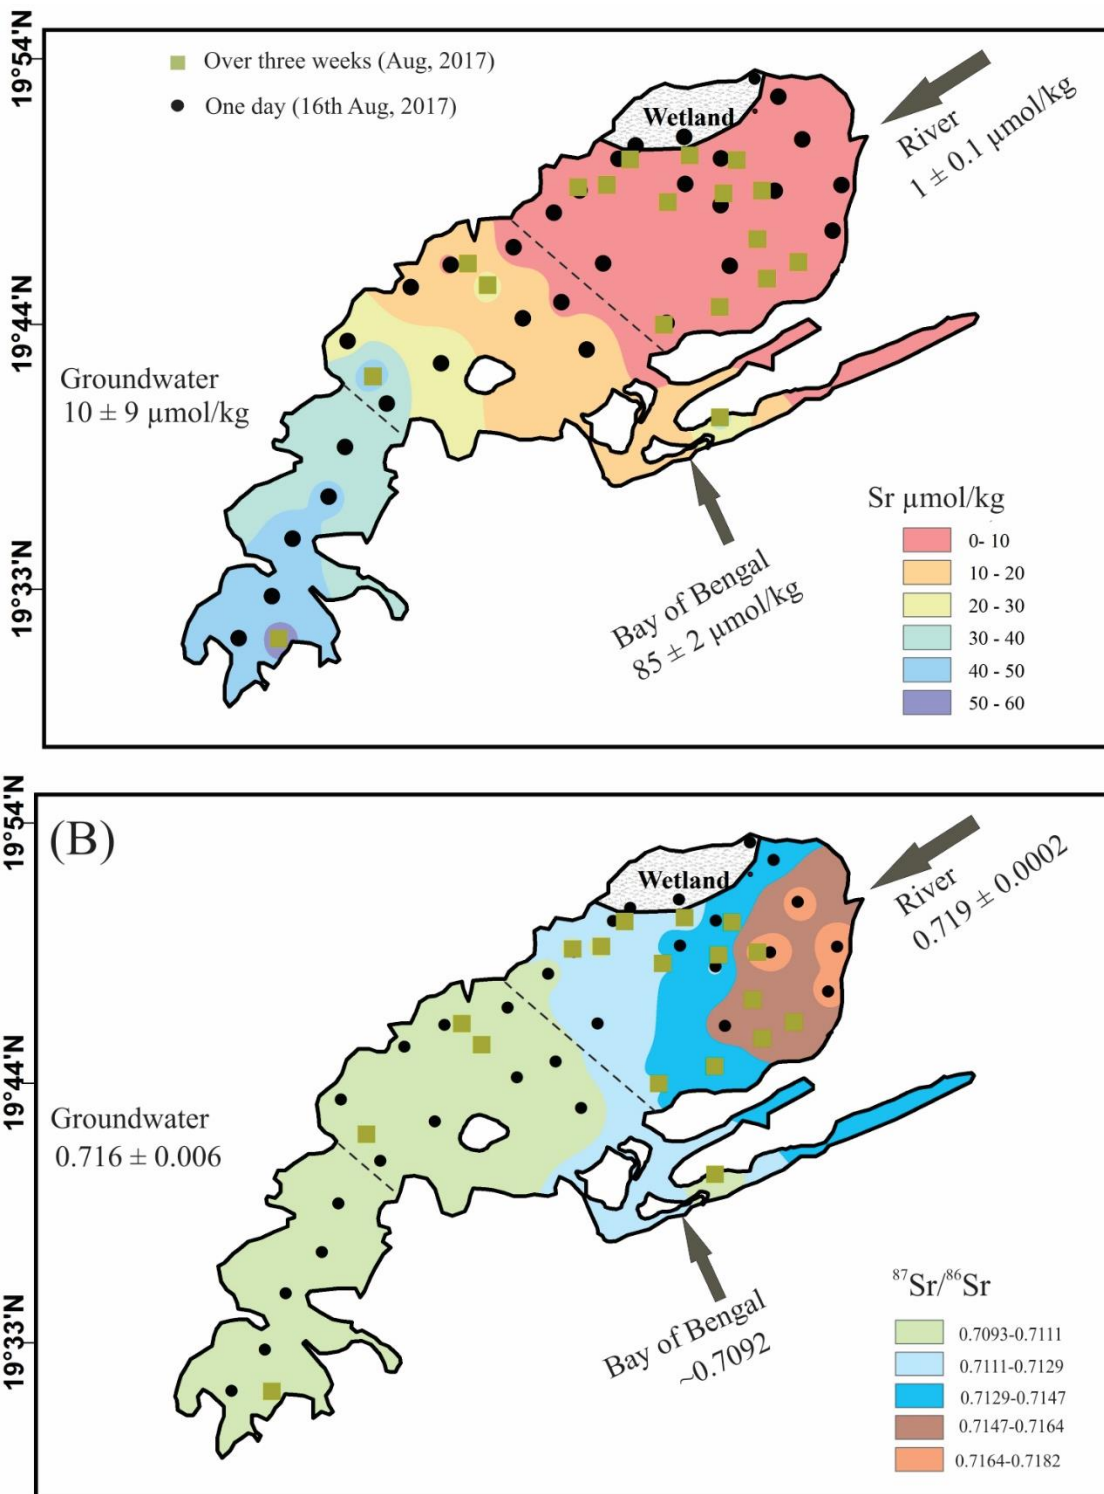 19°54'N
19°44'N
19°33'N
Over three weeks (Aug, 2017)
One day (16th Aug, 2017)
Wetland
River
1 ± 0.1 µmol/kg
Groundwater
10 ± 9 µmol/kg
Bay of Bengal
85 ± 2 µmol/kg
Sr µmol/kg
0- 10
10 - 20
20 - 30
30 - 40
40 - 50
50 - 60
(B)
19°54'N
19°44'N
19°33'N
Wetland
River
0.719 ± 0.0002
Groundwater
0.716 ± 0.006
Bay of Bengal
~0.7092
⁸⁷Sr/⁸⁶Sr
0.7093-0.7111
0.7111-0.7129
0.7129-0.7147
0.7147-0.7164
0.7164-0.7182